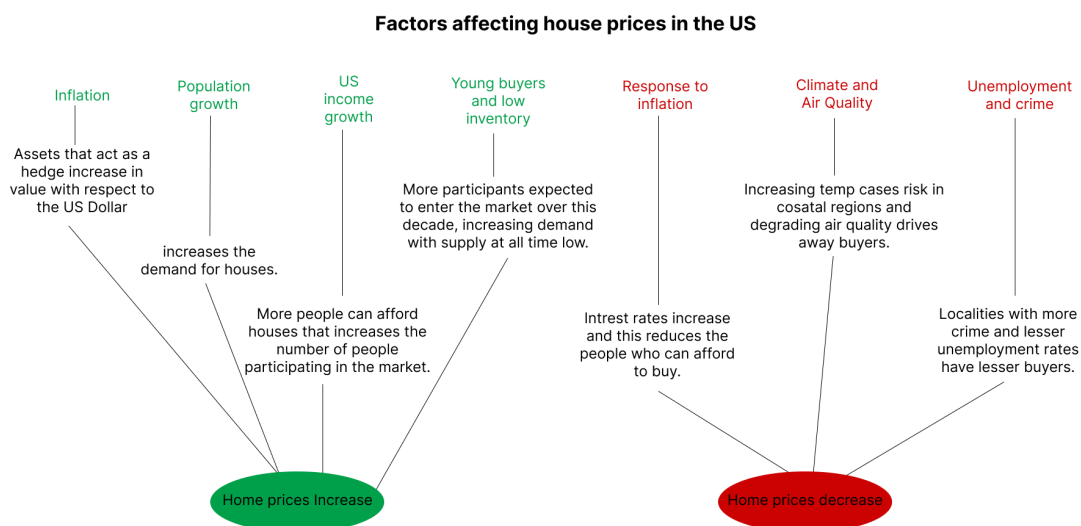 Factors affecting house prices in the US
Inflation
Assets that act as a
hedge increase in
value with respect to
the US Dollar
Population
growth
increases the
demand for houses.
US
income
growth
More people can afford
houses that increases the
number of people
participating in the market.
Young buyers
and low
inventory
More participants expected
to enter the market over this
decade, increasing demand
with supply at all time low.
Response to
inflation
Intrest rates increase
and this reduces the
people who can afford
to buy.
Climate and
Air Quality
Increasing temp cases risk in
cosatal regions and
degrading air quality drives
away buyers.
Unemployment
and crime
Localities with more
crime and lesser
unemployment rates
have lesser buyers.
Home prices Increase
Home prices decrease